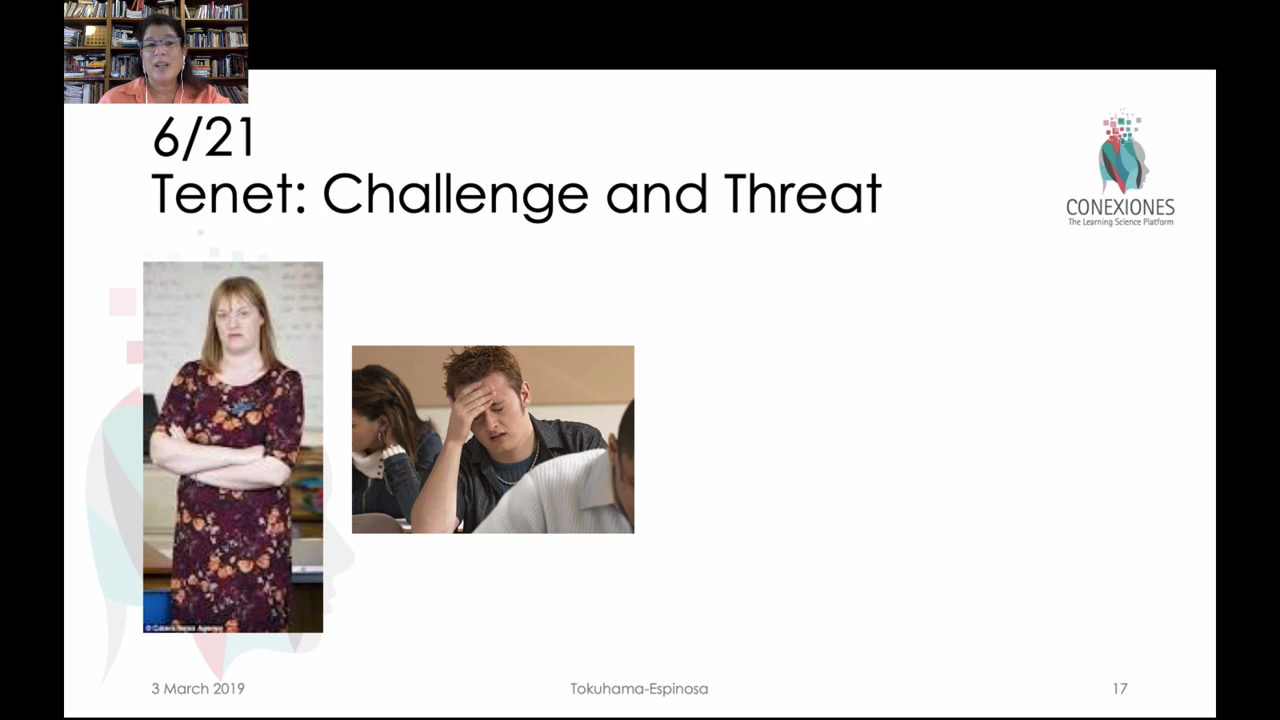 6/21
Tenet: Challenge and Threat
CONEXIONES
The Learning Science Platform
3 March 2019
Tokuhama-Espinosa
17